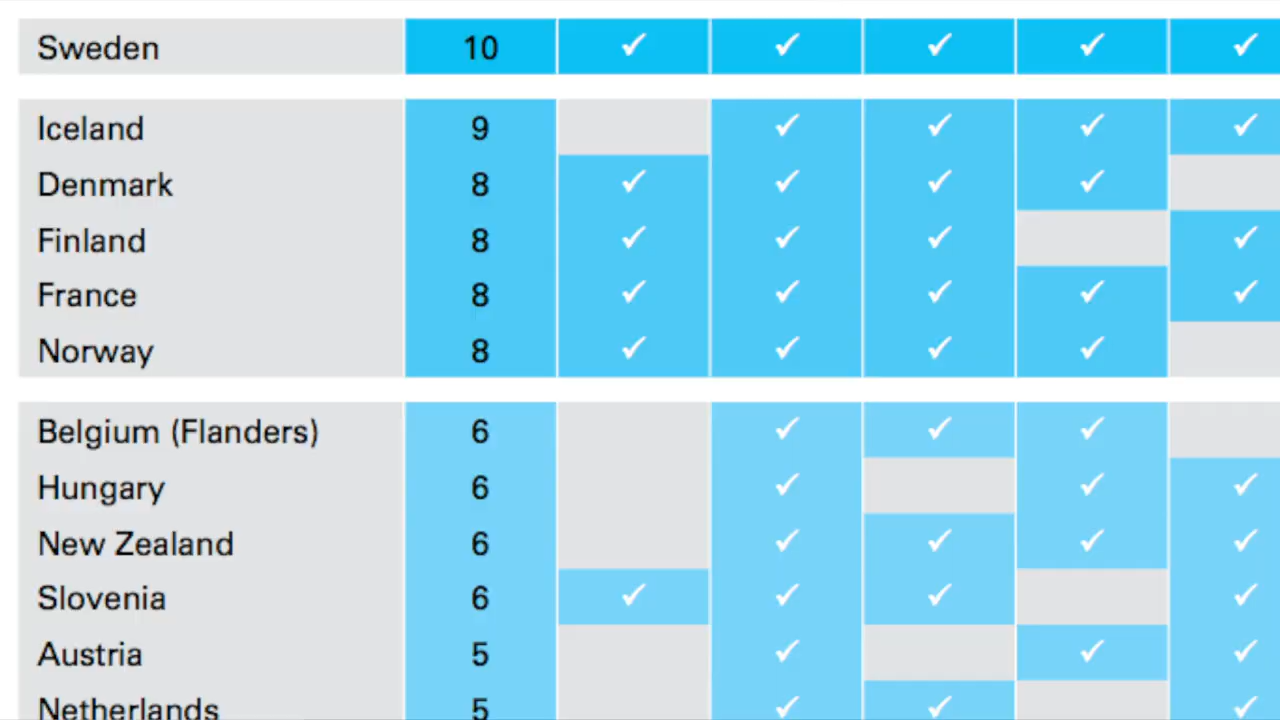 Sweden 10 ✓ ✓ ✓ ✓ ✓
Iceland 9 ✓ ✓ ✓ ✓
Denmark 8 ✓ ✓ ✓ ✓
Finland 8 ✓ ✓ ✓ ✓
France 8 ✓ ✓ ✓ ✓ ✓
Norway 8 ✓ ✓ ✓ ✓
Belgium (Flanders) 6 ✓ ✓ ✓
Hungary 6 ✓ ✓ ✓
New Zealand 6 ✓ ✓ ✓ ✓
Slovenia 6 ✓ ✓ ✓ ✓
Austria 5 ✓ ✓ ✓
Netherlands 5 ✓ ✓ ✓